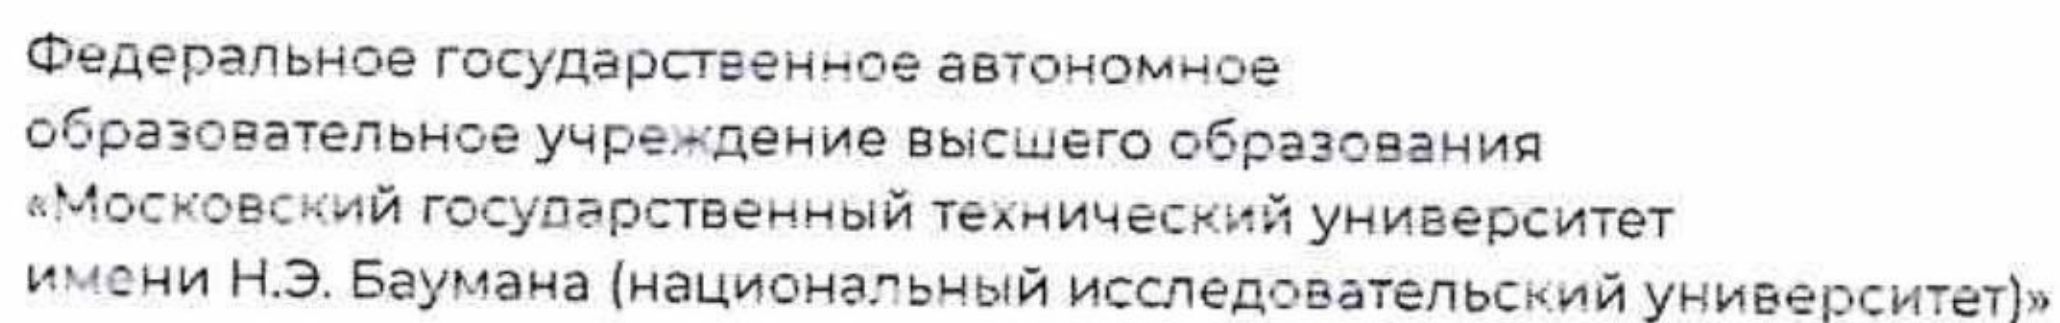 Федеральное государственное автономное
образовательное учреждение высшего образования
«Московский государственный технический университет
имени Н.Э. Баумана (национальный исследовательский университет)»